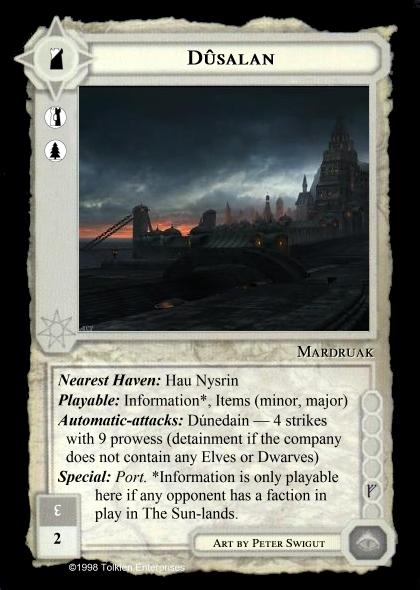 DÛSALAN
MARDRUAK
Nearest Haven: Hau Nysrin
Playable: Information*, Items (minor, major)
Automatic-attacks: Dúnedain — 4 strikes
with 9 prowess (detainment if the company
does not contain any Elves or Dwarves)
Special: Port. *Information is only playable
here if any opponent has a faction in
play in The Sun-lands.
2
ART BY PETER SWIGUT
©1998 Tolkien Enterprises